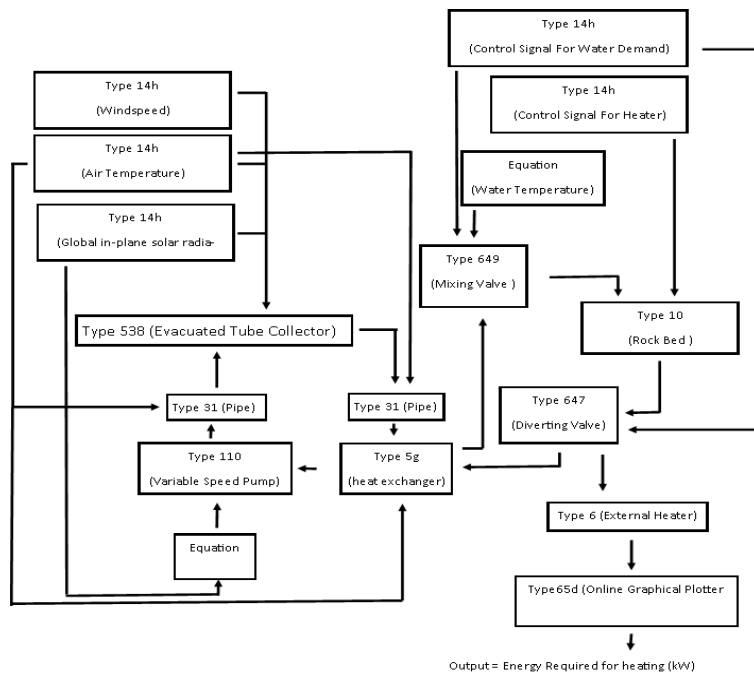 Type 14h
(Control Signal For Water Demand)
Type 14h
(Windspeed)
Type 14h
(Control Signal For Heater)
Type 14h
(Air Temperature)
Equation
(Water Temperature)
Type 14h
(Global in-plane solar radia-
Type 649
(Mixing Valve )
Type 538 (Evacuated Tube Collector)
Type 10
(Rock Bed )
Type 31 (Pipe)
Type 31 (Pipe)
Type 647
(Diverting Valve)
Type 110
(Variable Speed Pump)
Type 5g
(heat exchanger)
Type 6 (External Heater)
Equation
Type65d (Online Graphical Plotter
Output = Energy Required for heating (kW)